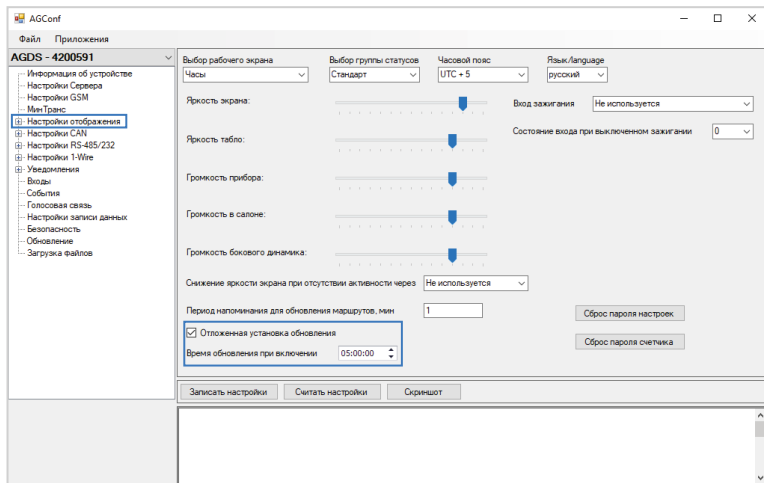 AGConf
Файл Приложения
AGDS - 4200591
Информация об устройстве
Настройки Сервера
Настройки GSM
МинТранс
Настройки отображения
Настройки CAN
Настройки RS-485/232
Настройки 1-Wire
Уведомления
Входы
События
Голосовая связь
Настройки записи данных
Безопасность
Обновление
Загрузка файлов
Выбор рабочего экрана Выбор группы статусов Часовой пояс Язык/language
Часы Стандарт UTC + 5 русский
Яркость экрана:
Вход зажигания Не используется
Состояние входа при выключенном зажигании 0
Яркость табло:
Громкость прибора:
Громкость в салоне:
Громкость бокового динамика:
Снижение яркости экрана при отсутствии активности через Не используется
Период напоминания для обновления маршрутов, мин 1
Сброс пароля настроек
Отложенная установка обновления
Сброс пароля счетчика
Время обновления при включении 05:00:00
Записать настройки Считать настройки Скриншот